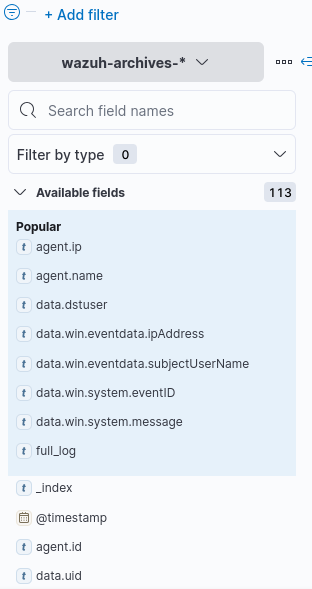 + Add filter
wazuh-archives-*
Search field names
Filter by type 0
Available fields 113
Popular
t agent.ip
t agent.name
t data.dstuser
t data.win.eventdata.ipAddress
t data.win.eventdata.subjectUserName
t data.win.system.eventID
t data.win.system.message
t full_log
t _index
@timestamp
t agent.id
t data.uid